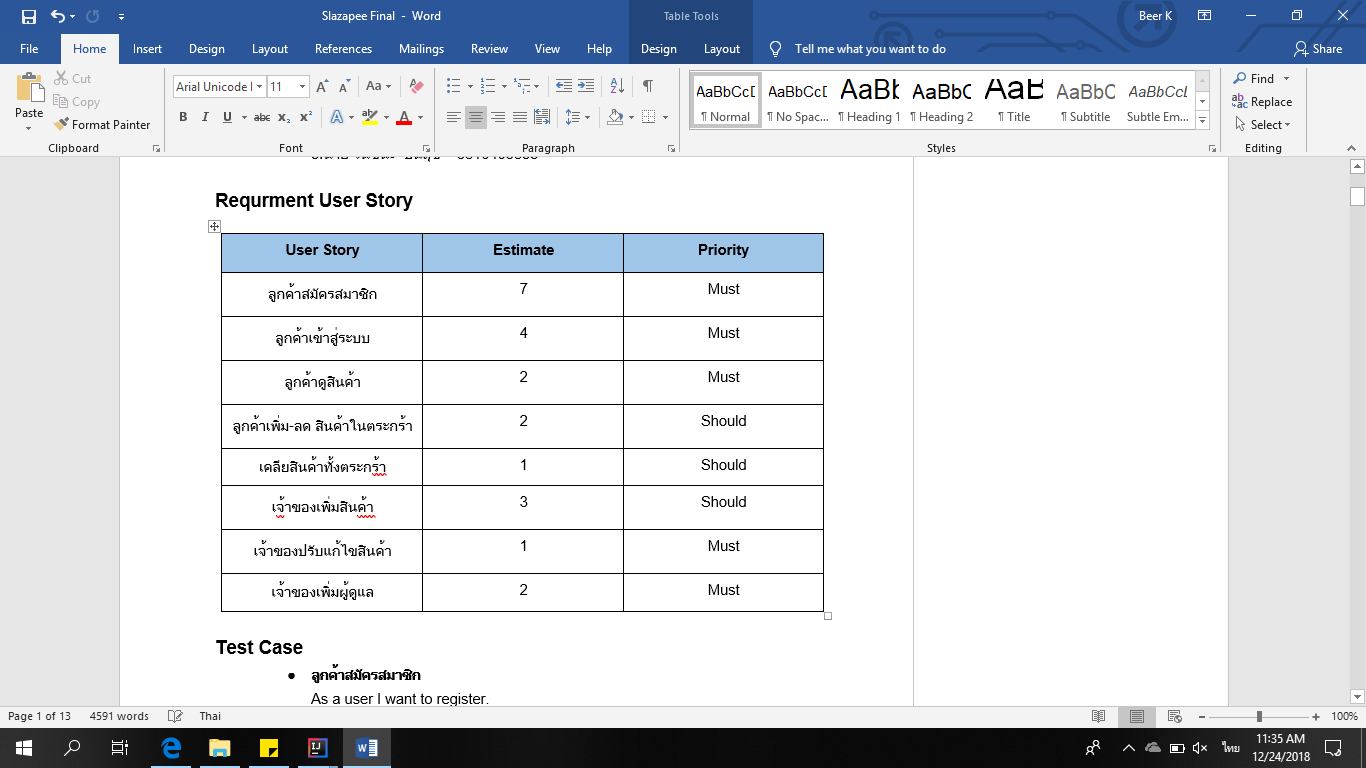 Slazapee Final - Word
Table Tools
Beer K
File
Home
Insert
Design
Layout
References
Mailings
Review
View
Help
Design
Layout
Tell me what you want to do
Share
Paste
Cut
Copy
Format Painter
Clipboard
Arial Unicode
11
Font
Paragraph
AaBbCcD
AaBbCcD
AaBb
AaBbC
AaB
AaBbC
AaBbCcD
¶ Normal
¶ No Spac...
¶ Heading 1
¶ Heading 2
¶ Title
¶ Subtitle
Subtle Em...
Styles
Find
Replace
Select
Editing
Requrment User Story
User Story Estimate Priority
ลูกค้าสมัครสมาชิก 7 Must
ลูกค้าเข้าสู่ระบบ 4 Must
ลูกค้าดูสินค้า 2 Must
ลูกค้าเพิ่ม-ลด สินค้าในตระกร้า 2 Should
เคลียสินค้าทั้งตระกร้า 1 Should
เจ้าของเพิ่มสินค้า 3 Should
เจ้าของปรับแก้ไขสินค้า 1 Must
เจ้าของเพิ่มผู้ดูแล 2 Must
Test Case
● ลูกค้าสมัครสมาชิก
As a user I want to register.
Page 1 of 13
4591 words
Thai
100%
ไทย
11:35 AM
12/24/2018